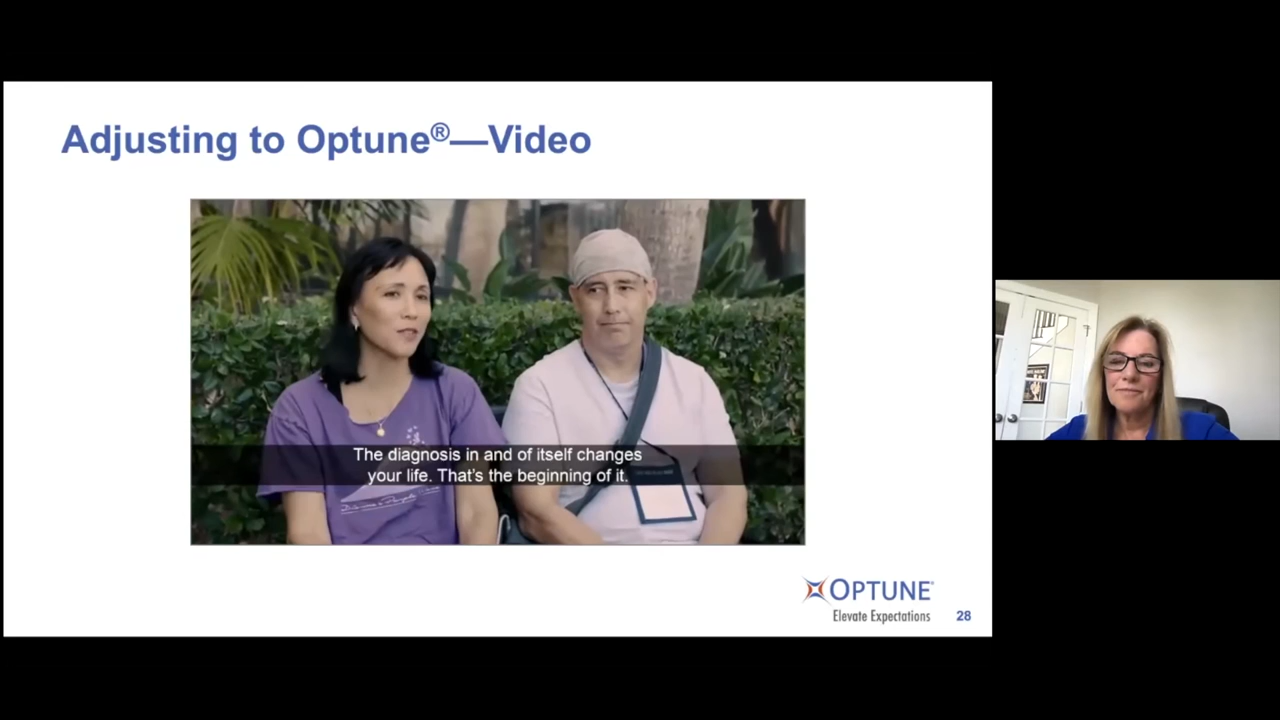 Adjusting to Optune®—Video
The diagnosis in and of itself changes
your life. That's the beginning of it.
OPTUNE®
Elevate Expectations
28